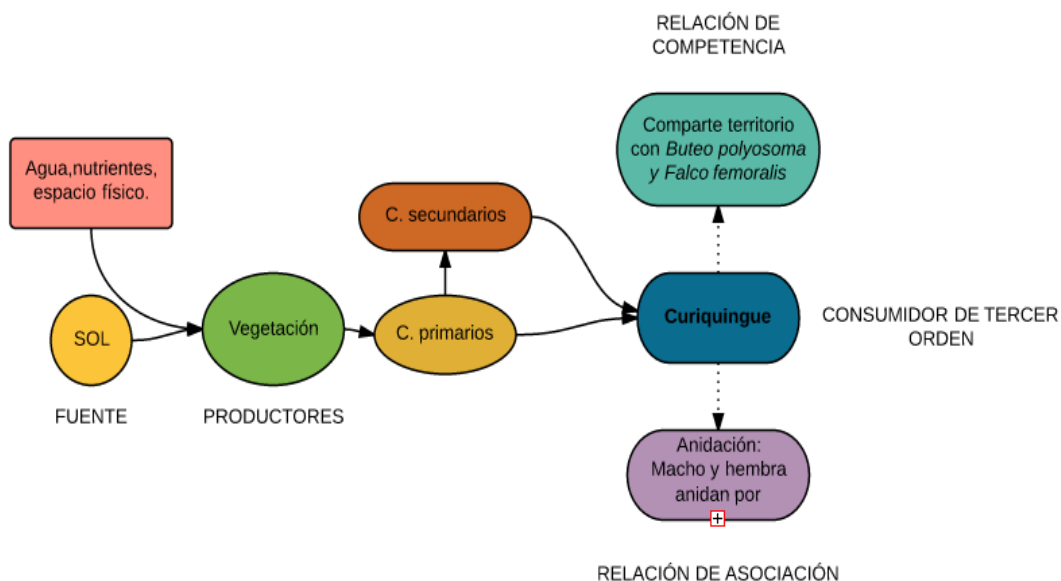 RELACIÓN DE
COMPETENCIA
Comparte territorio
con Buteo polyosoma
y Falco femoralis
Agua,nutrientes,
espacio físico.
C. secundarios
SOL
Vegetación
C. primarios
Curiquingue
CONSUMIDOR DE TERCER
ORDEN
FUENTE
PRODUCTORES
Anidación:
Macho y hembra
anidan por
RELACIÓN DE ASOCIACIÓN